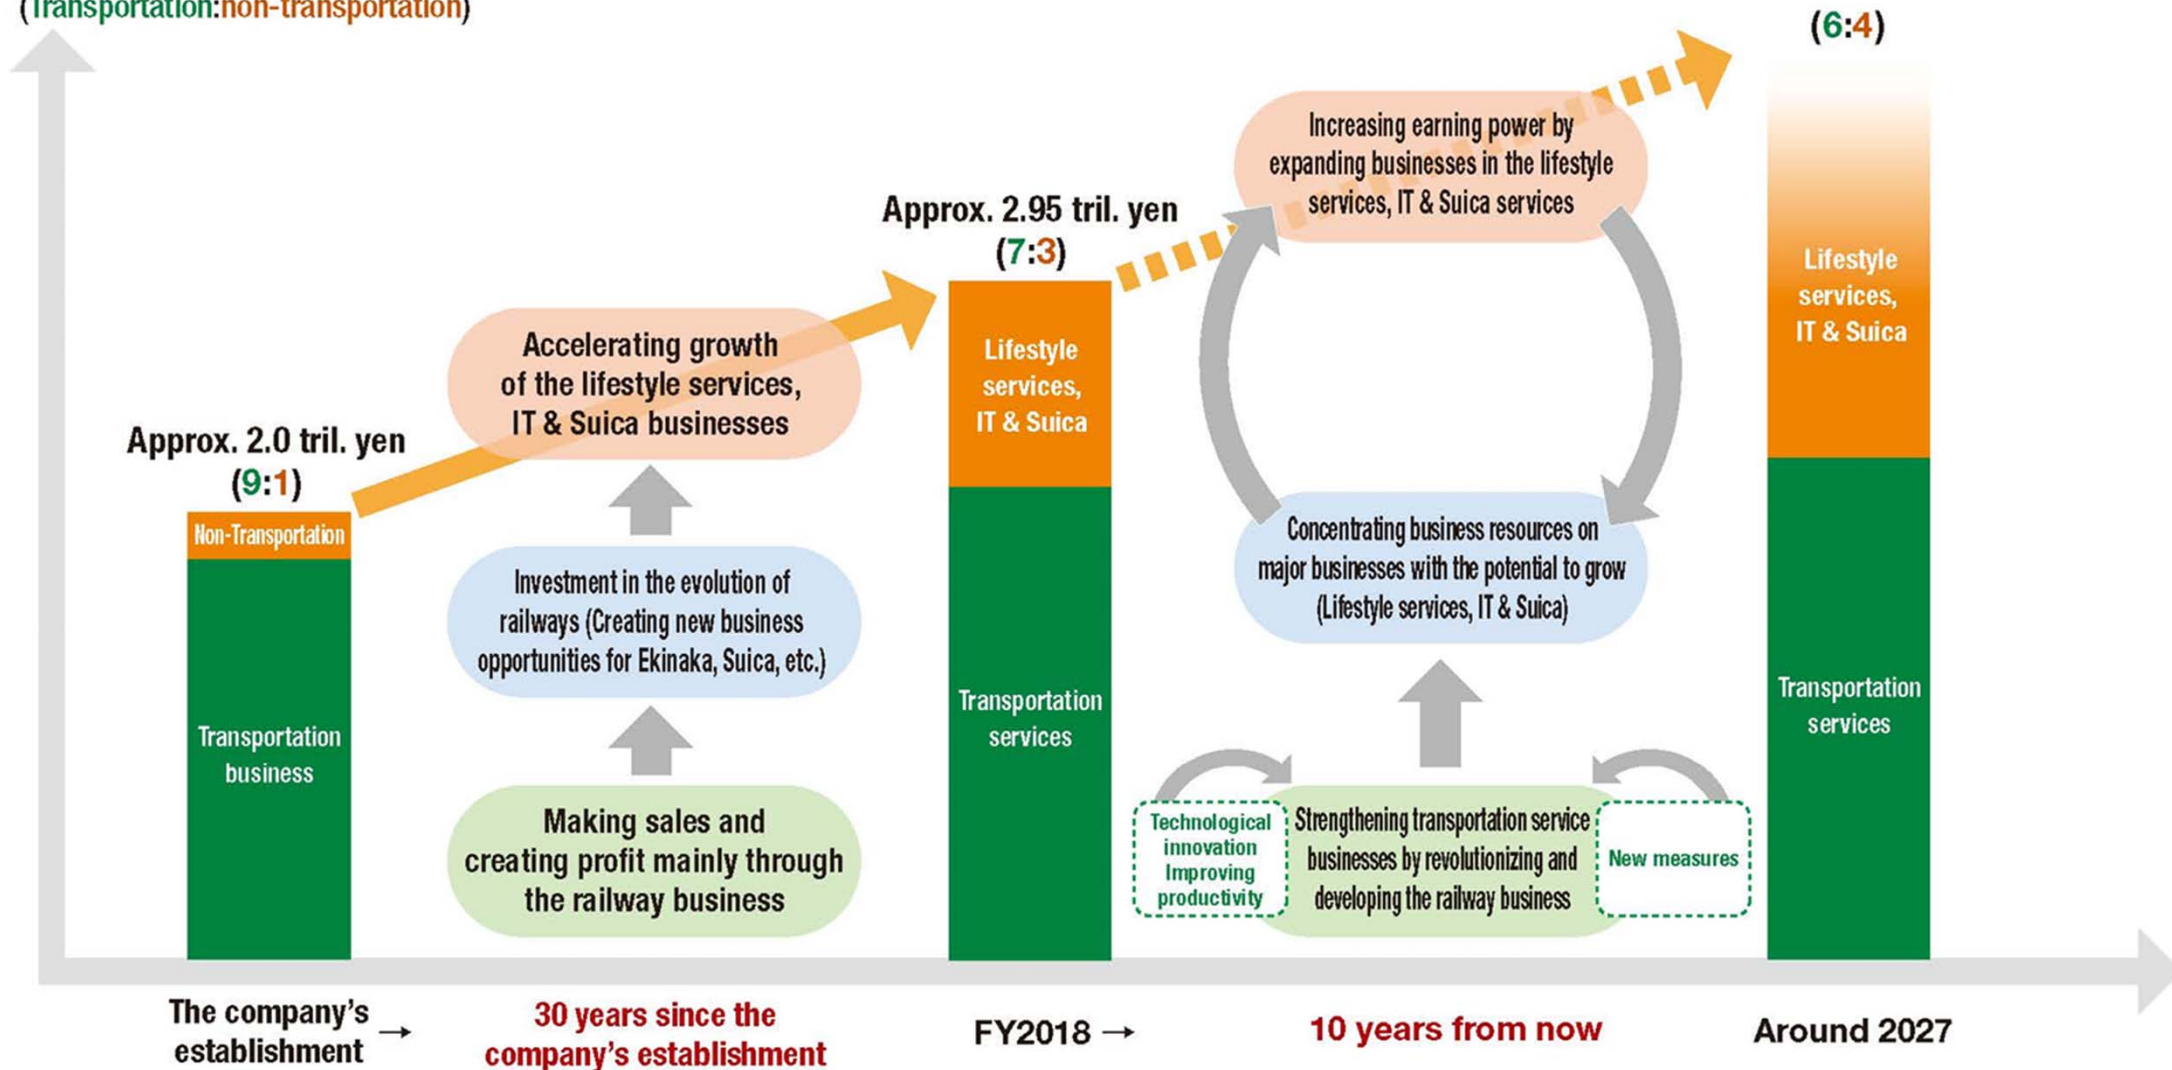 (Transportation:non-transportation)
(6:4)
Increasing earning power by
expanding businesses in the lifestyle
services, IT & Suica services
Approx. 2.95 tril. yen
(7:3)
Lifestyle
services,
IT & Suica
Accelerating growth
of the lifestyle services,
IT & Suica businesses
Lifestyle
services,
IT & Suica
Approx. 2.0 tril. yen
(9:1)
Non-Transportation
Investment in the evolution of
railways (Creating new business
opportunities for Ekinaka, Suica, etc.)
Concentrating business resources on
major businesses with the potential to grow
(Lifestyle services, IT & Suica)
Transportation
business
Transportation
services
Transportation
services
Making sales and
creating profit mainly through
the railway business
Technological
innovation
Improving
productivity
Strengthening transportation service
businesses by revolutionizing and
developing the railway business
New measures
The company's
establishment →
30 years since the
company's establishment
FY2018 →
10 years from now
Around 2027